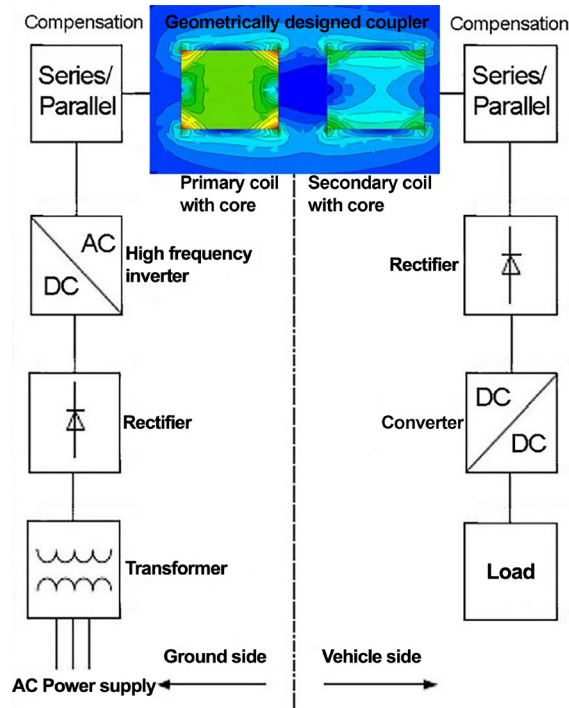 Geometrically designed coupler
Compensation
Compensation
Series/
Parallel
Series/
Parallel
Primary coil
with core
Secondary coil
with core
AC
DC
High frequency
inverter
Rectifier
Rectifier
Converter
DC
DC
Transformer
Load
Ground side
Vehicle side
AC Power supply